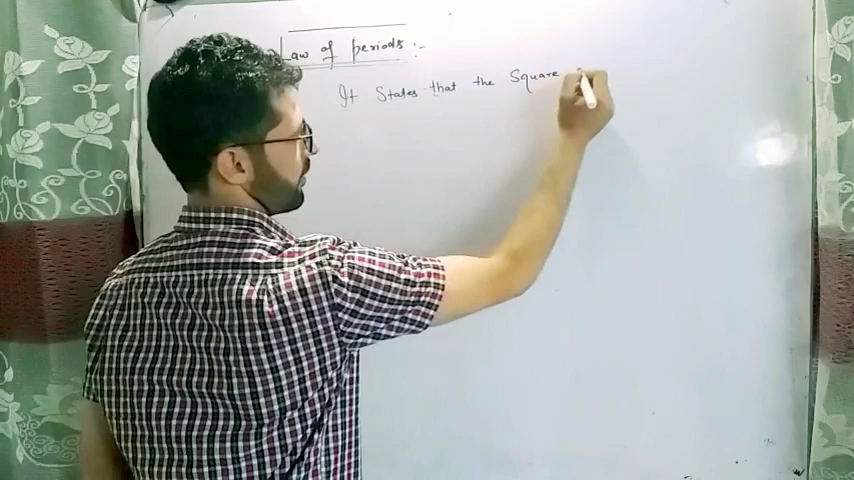 Law of periods :-
It States that the Square